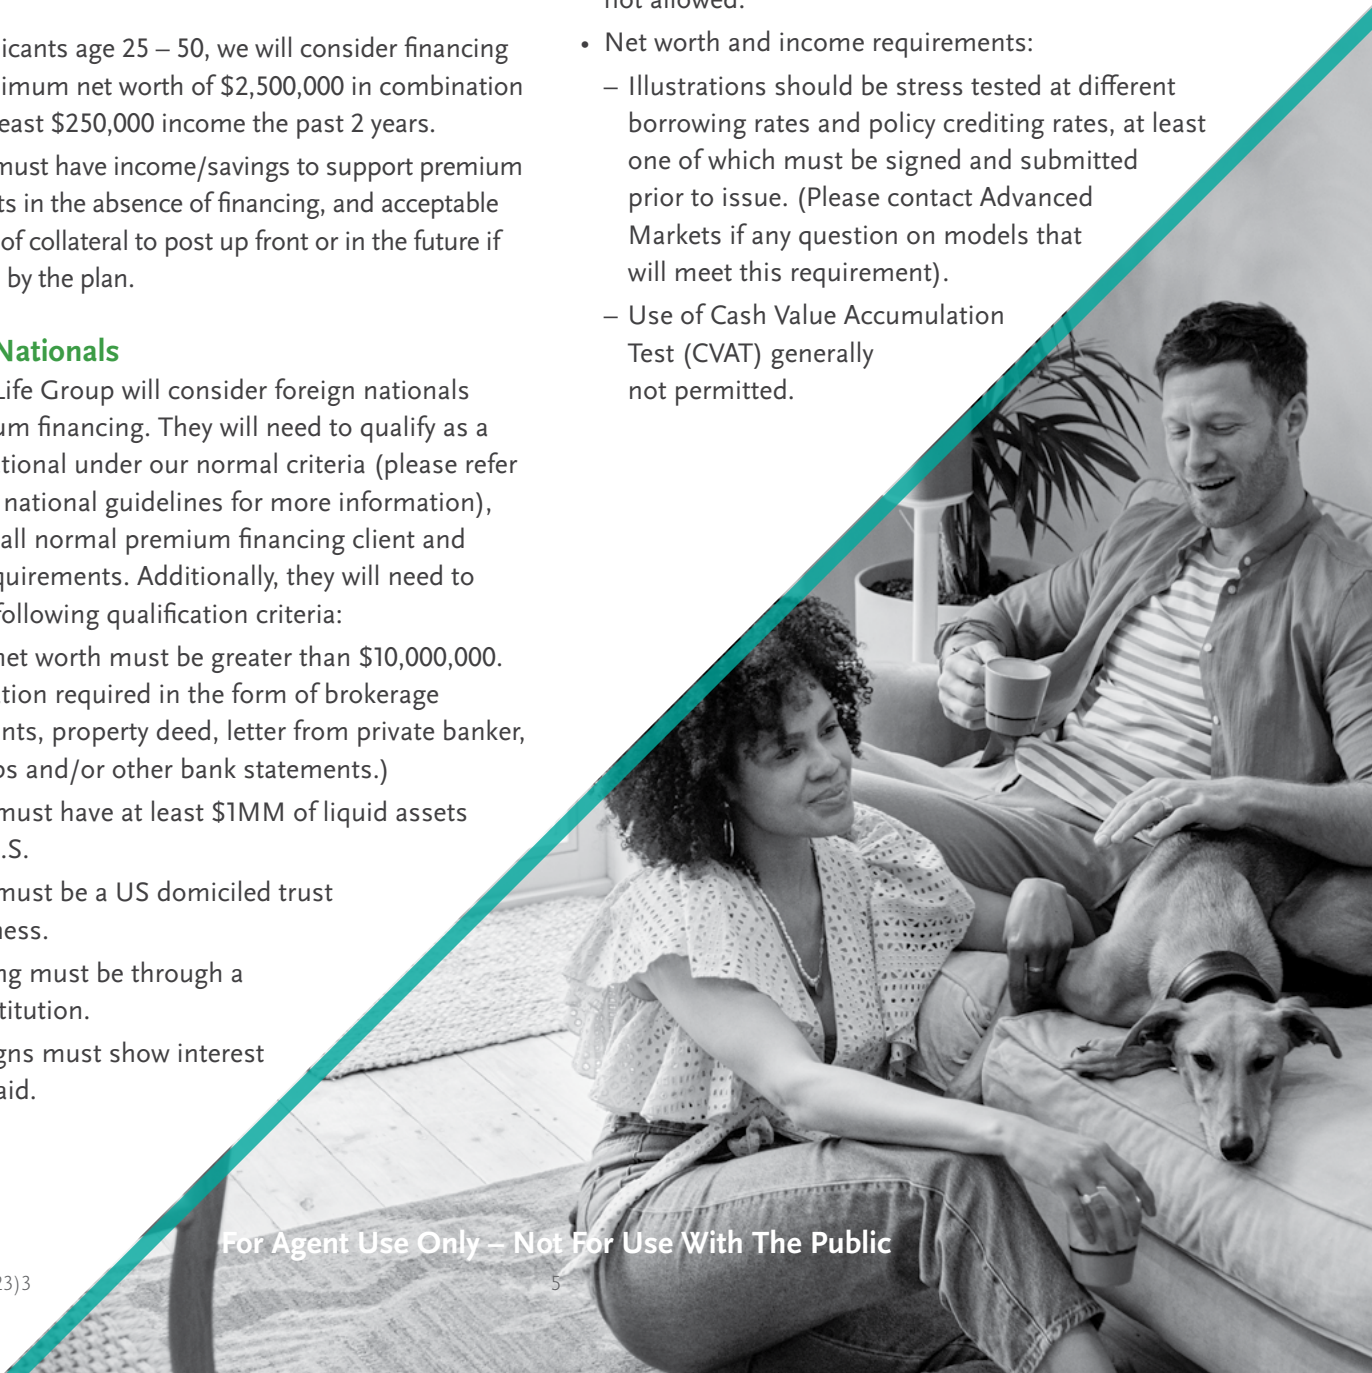 icants age 25 – 50, we will consider financing
imum net worth of $2,500,000 in combination
east $250,000 income the past 2 years.
must have income/savings to support premium
ts in the absence of financing, and acceptable
of collateral to post up front or in the future if
by the plan.
Nationals
Life Group will consider foreign nationals
um financing. They will need to qualify as a
tional under our normal criteria (please refer
national guidelines for more information),
all normal premium financing client and
quirements. Additionally, they will need to
following qualification criteria:
net worth must be greater than $10,000,000.
tion required in the form of brokerage
nts, property deed, letter from private banker,
os and/or other bank statements.)
must have at least $1MM of liquid assets
.S.
must be a US domiciled trust
ness.
ng must be through a
titution.
gns must show interest
aid.
not allowed.
• Net worth and income requirements:
– Illustrations should be stress tested at different
borrowing rates and policy crediting rates, at least
one of which must be signed and submitted
prior to issue. (Please contact Advanced
Markets if any question on models that
will meet this requirement).
– Use of Cash Value Accumulation
Test (CVAT) generally
not permitted.
For Agent Use Only – Not For Use With The Public
23)3
5